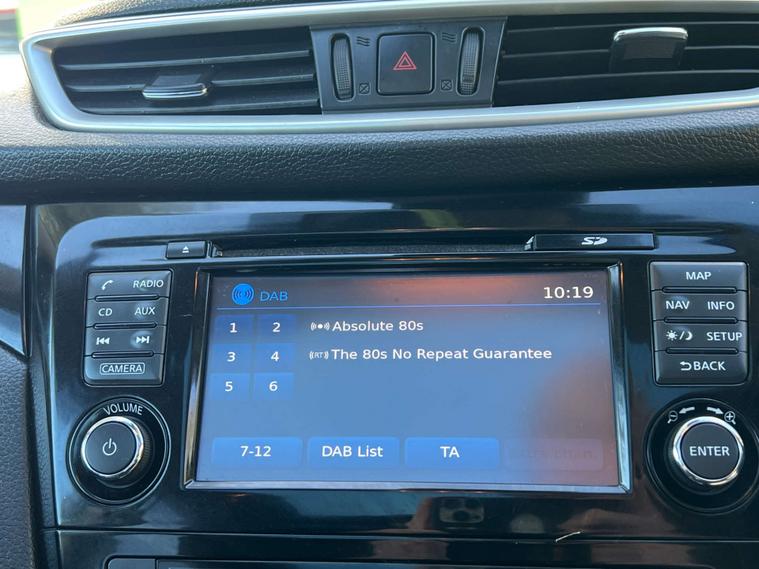 SD
RADIO
CD AUX
CAMERA
VOLUME
DAB 10:19
1 2
3 4
5 6
Absolute 80s
(RT) The 80s No Repeat Guarantee
7-12 DAB List TA
MAP
NAV INFO
SETUP
BACK
ENTER